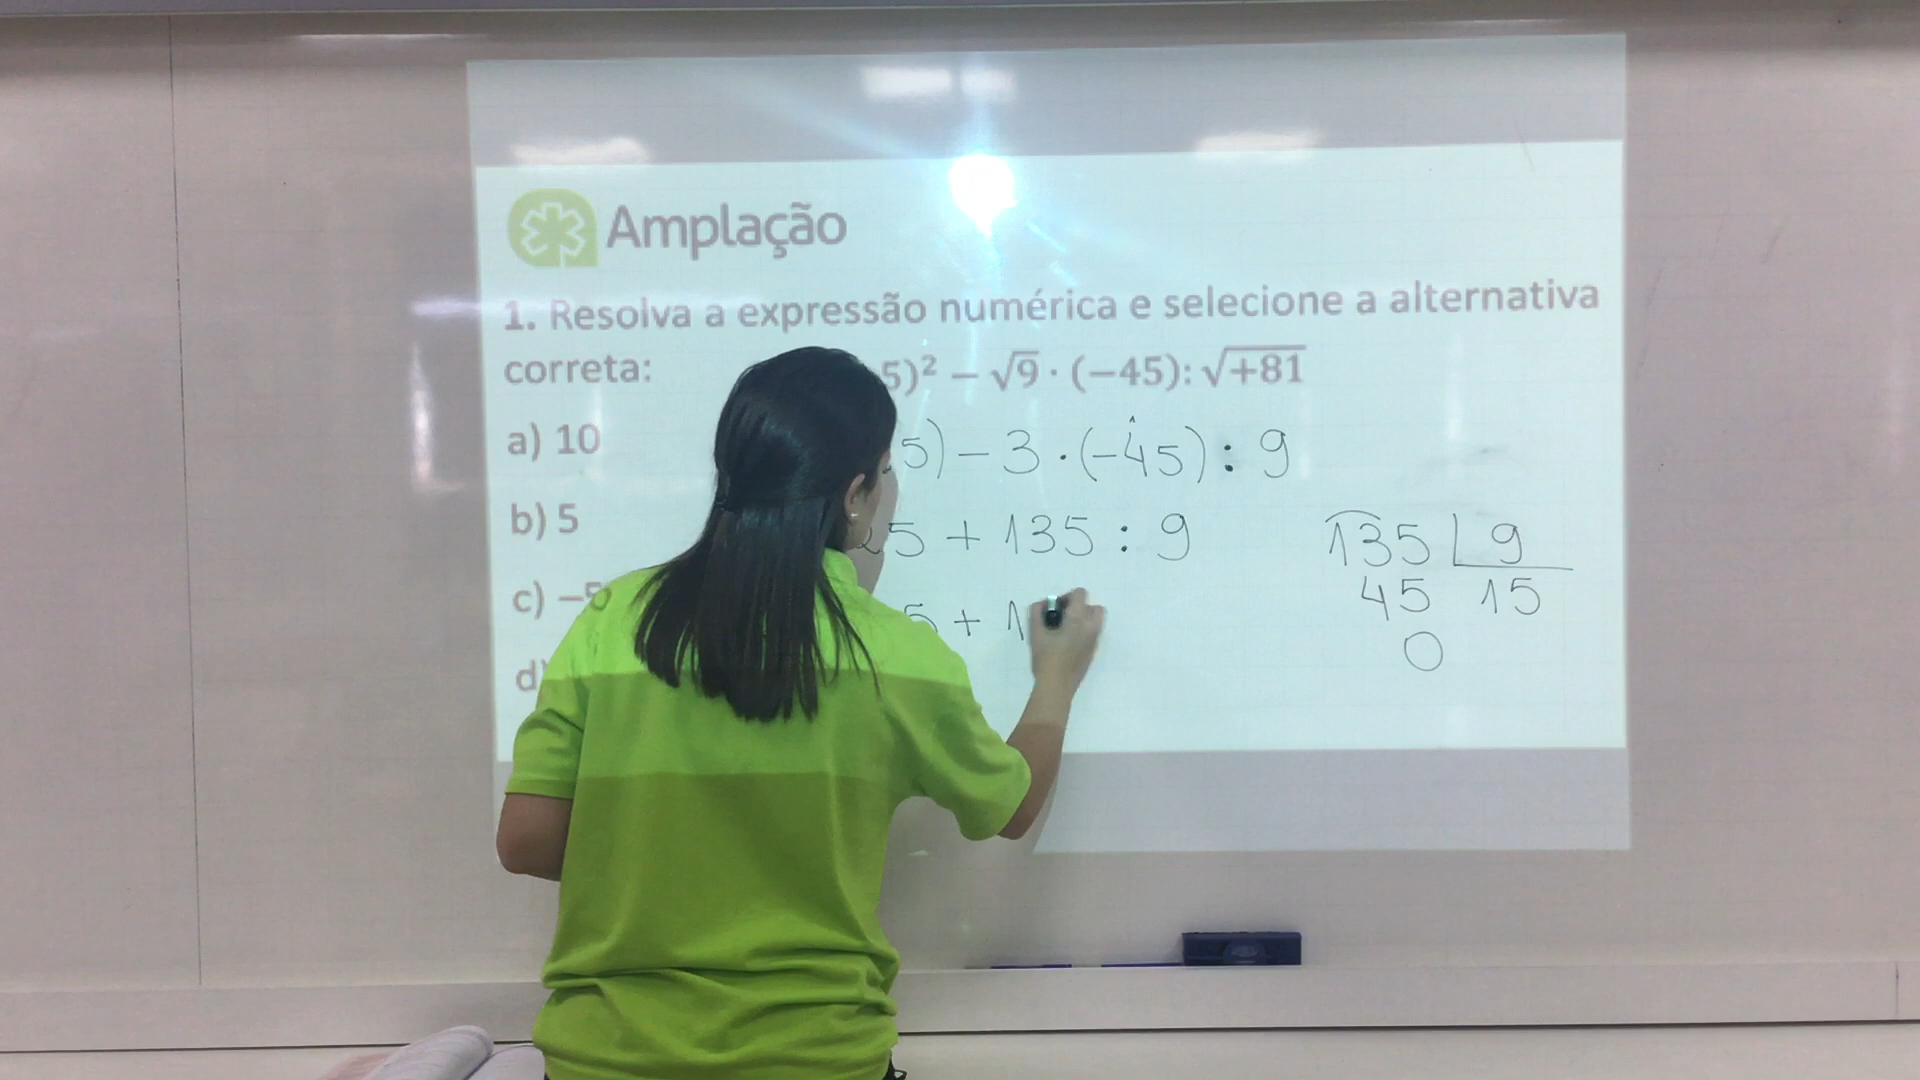 Amplação
1. Resolva a expressão numérica e selecione a alternativa
correta: 5)² − √9 · (−45): √+81
a) 10
5) − 3 · (−45) : 9
b) 5
25 + 135 : 9
135 9
c) −5
45 15
5 + 1
0
d)